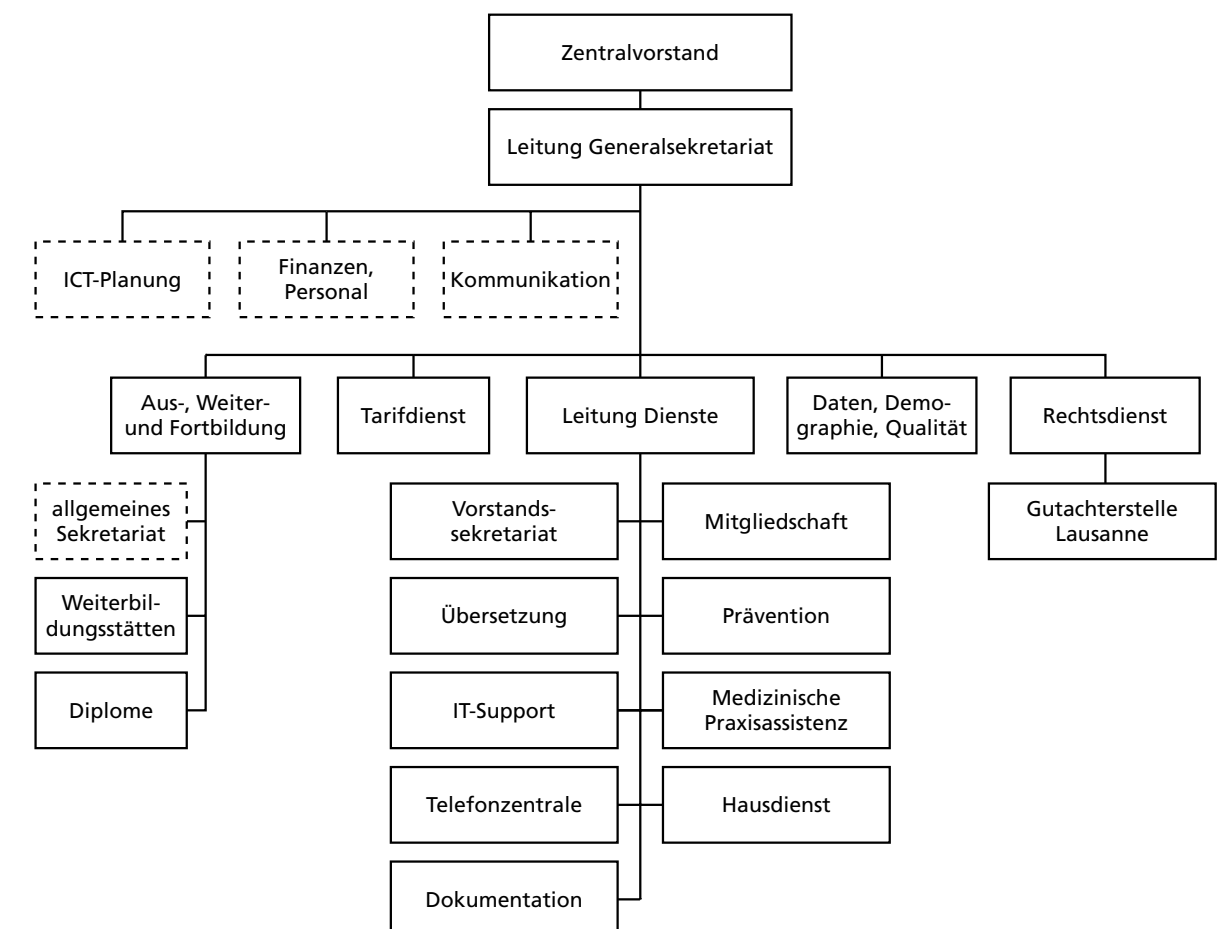 Zentralvorstand
Leitung Generalsekretariat
ICT-Planung
Finanzen,
Personal
Kommunikation
Aus-, Weiter-
und Fortbildung
Tarifdienst
Leitung Dienste
Daten, Demo-
graphie, Qualität
Rechtsdienst
allgemeines
Sekretariat
Weiterbil-
dungsstätten
Diplome
Vorstands-
sekretariat
Mitgliedschaft
Übersetzung
Prävention
IT-Support
Medizinische
Praxisassistenz
Telefonzentrale
Hausdienst
Dokumentation
Gutachterstelle
Lausanne